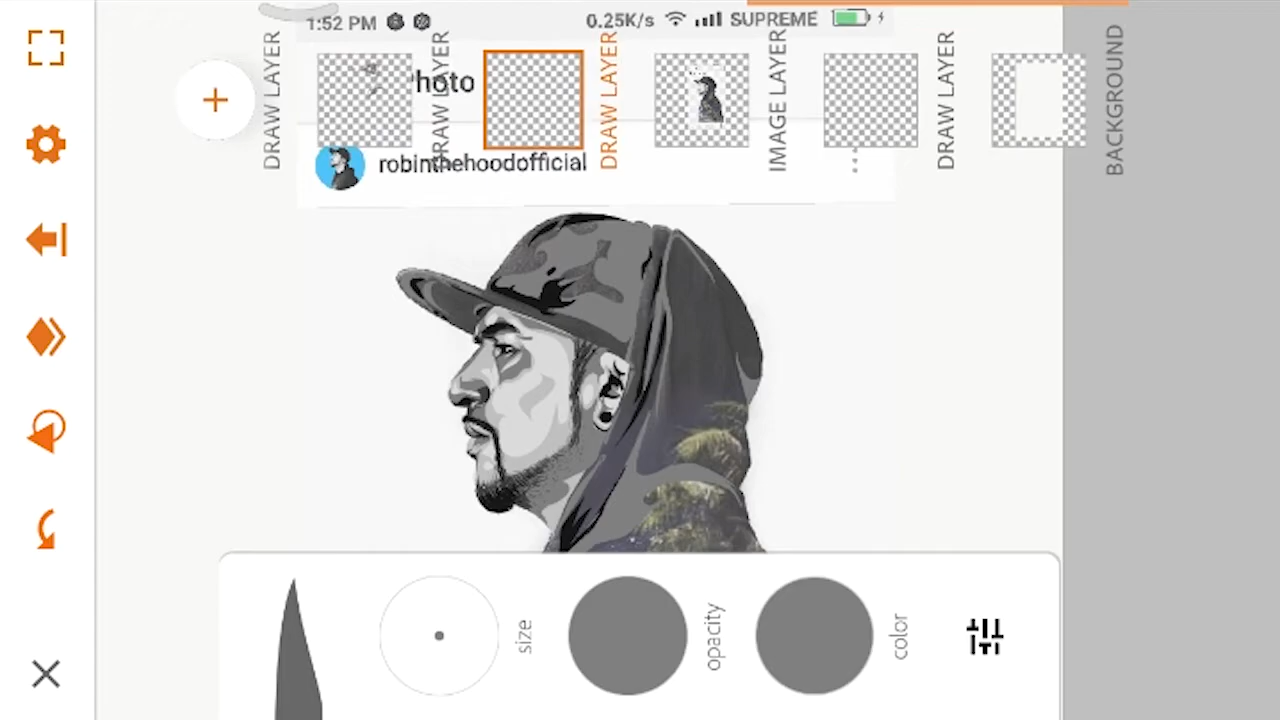 1:52 PM
0.25K/s
SUPREME
Photo
robinthehoodofficial
DRAW LAYER
DRAW LAYER
DRAW LAYER
IMAGE LAYER
DRAW LAYER
BACKGROUND
size
opacity
color